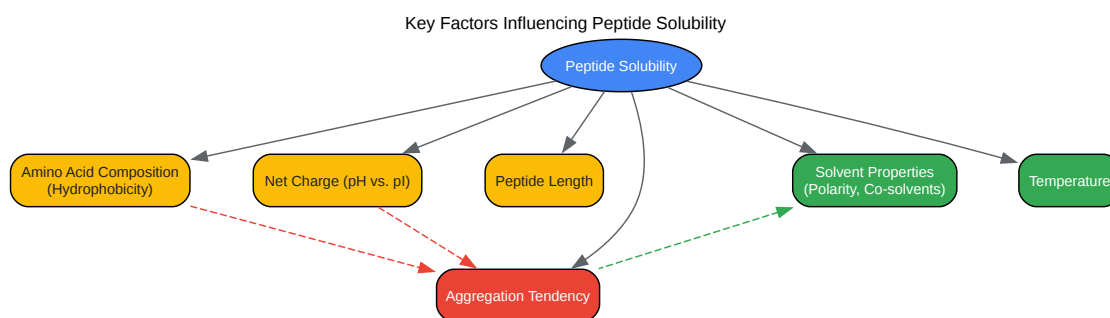 Key Factors Influencing Peptide Solubility
Peptide Solubility
Amino Acid Composition
(Hydrophobicity)
Net Charge (pH vs. pI)
Peptide Length
Solvent Properties
(Polarity, Co-solvents)
Temperature
Aggregation Tendency